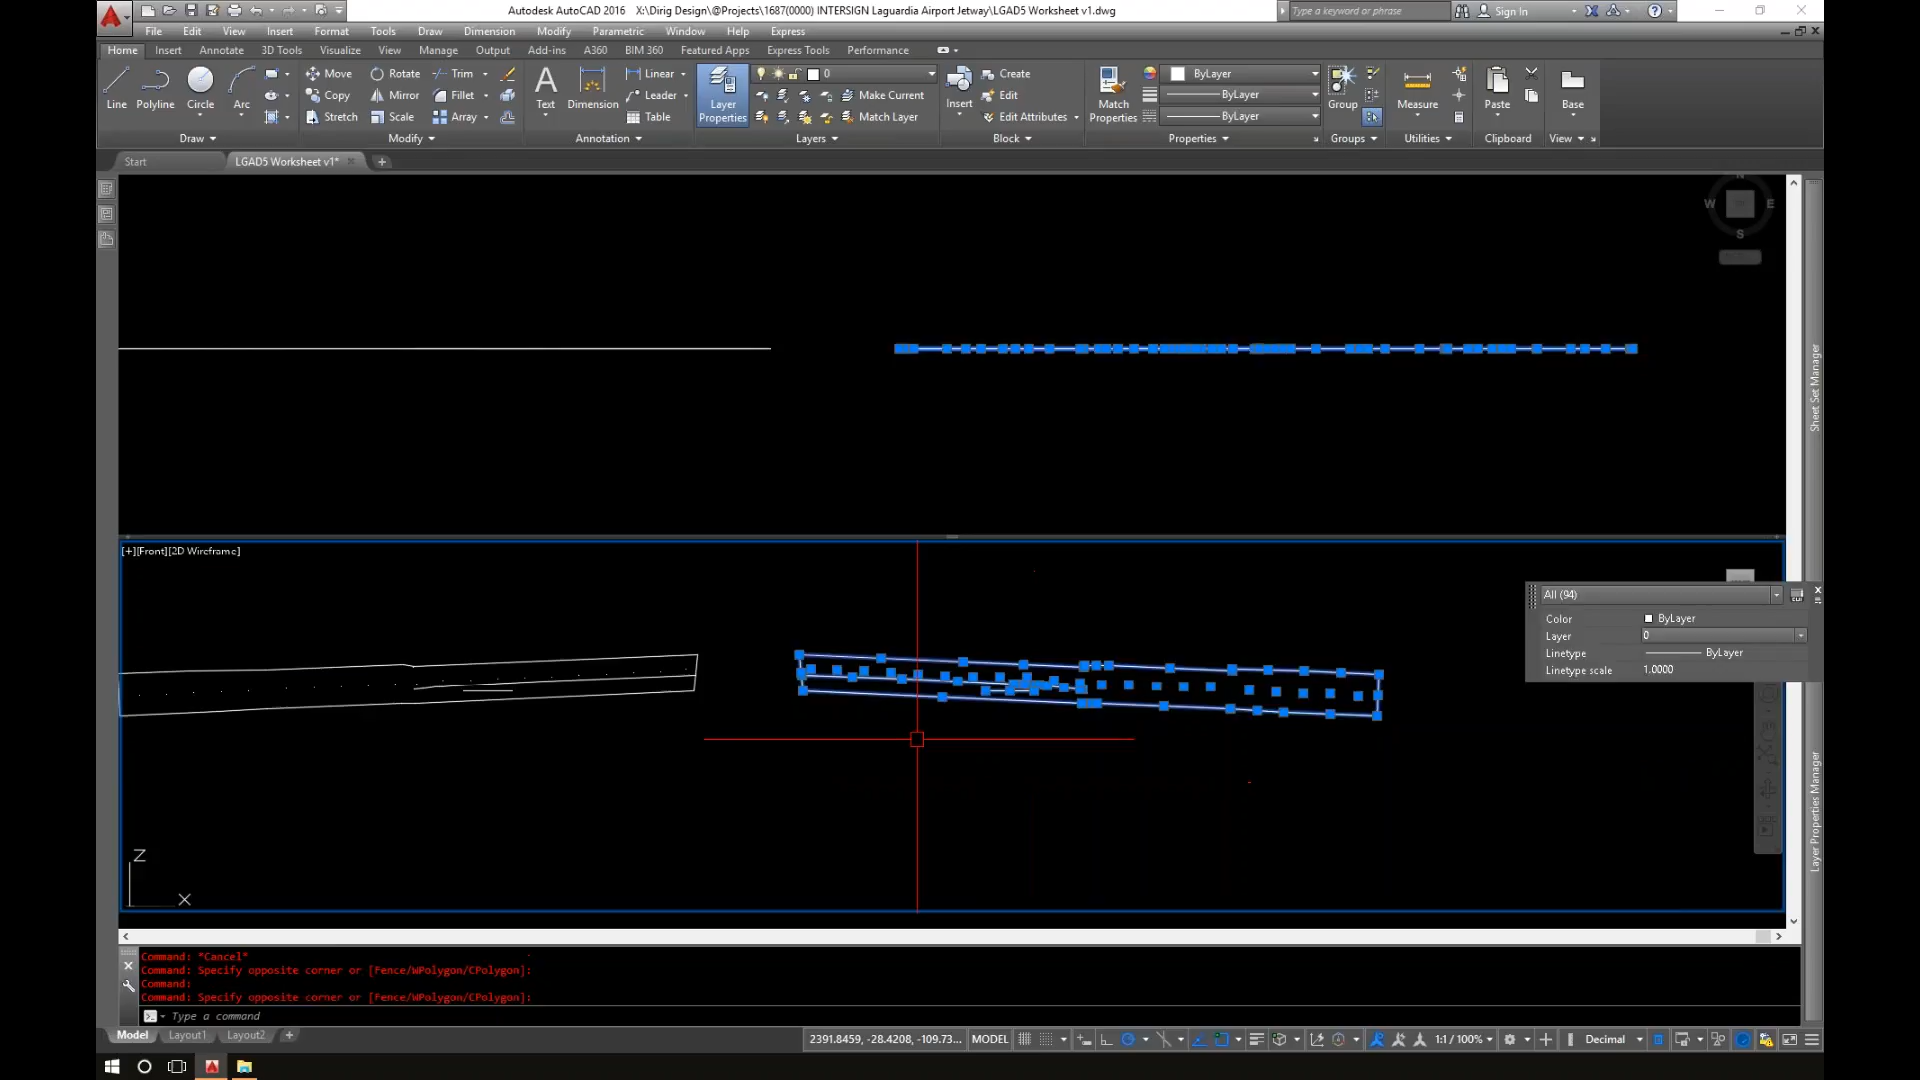 Autodesk AutoCAD 2016 X:\Dirig Design\@Projects\1687(0000) INTERSIGN Laguardia Airport Jetway\LGAD5 Worksheet v1.dwg
Type a keyword or phrase
Sign In
File Edit View Insert Format Tools Draw Dimension Modify Parametric Window Help Express
Home Insert Annotate 3D Tools Visualize View Manage Output Add-ins A360 BIM 360 Featured Apps Express Tools Performance
Move Rotate Trim Linear 0 Create ByLayer
Copy Mirror Fillet Leader Make Current Edit ByLayer
Line Polyline Circle Arc Text Dimension Layer Properties Insert Match Properties Group Measure Paste Base
Stretch Scale Array Table Match Layer Edit Attributes ByLayer
Draw Modify Annotation Layers Block Properties Groups Utilities Clipboard View
Start LGAD5 Worksheet v1*
W E
S
Sheet Set Manager
[+][Front][2D Wireframe]
All (94)
Color ByLayer
Layer 0
Linetype ByLayer
Linetype scale 1.0000
Layer Properties Manager
Z
X
Command: *Cancel*
Command: Specify opposite corner or [Fence/WPolygon/CPolygon]:
Command:
Command: Specify opposite corner or [Fence/WPolygon/CPolygon]:
Type a command
Model Layout1 Layout2
2391.8459, -28.4208, -109.73... MODEL 1:1 / 100% Decimal